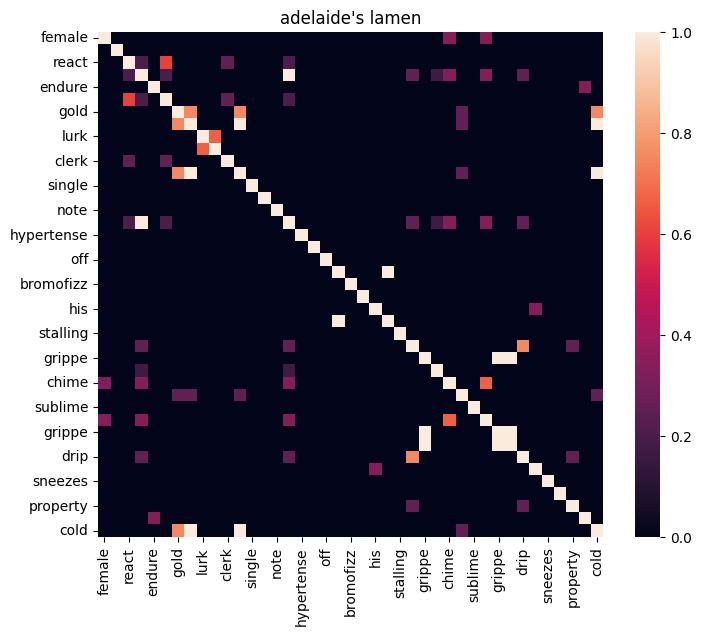 adelaide's lamen
female
react
endure
gold
lurk
clerk
single
note
hypertense
off
bromofizz
his
stalling
grippe
chime
sublime
grippe
drip
sneezes
property
cold
female
react
endure
gold
lurk
clerk
single
note
hypertense
off
bromofizz
his
stalling
grippe
chime
sublime
grippe
drip
sneezes
property
cold
1.0
0.8
0.6
0.4
0.2
0.0